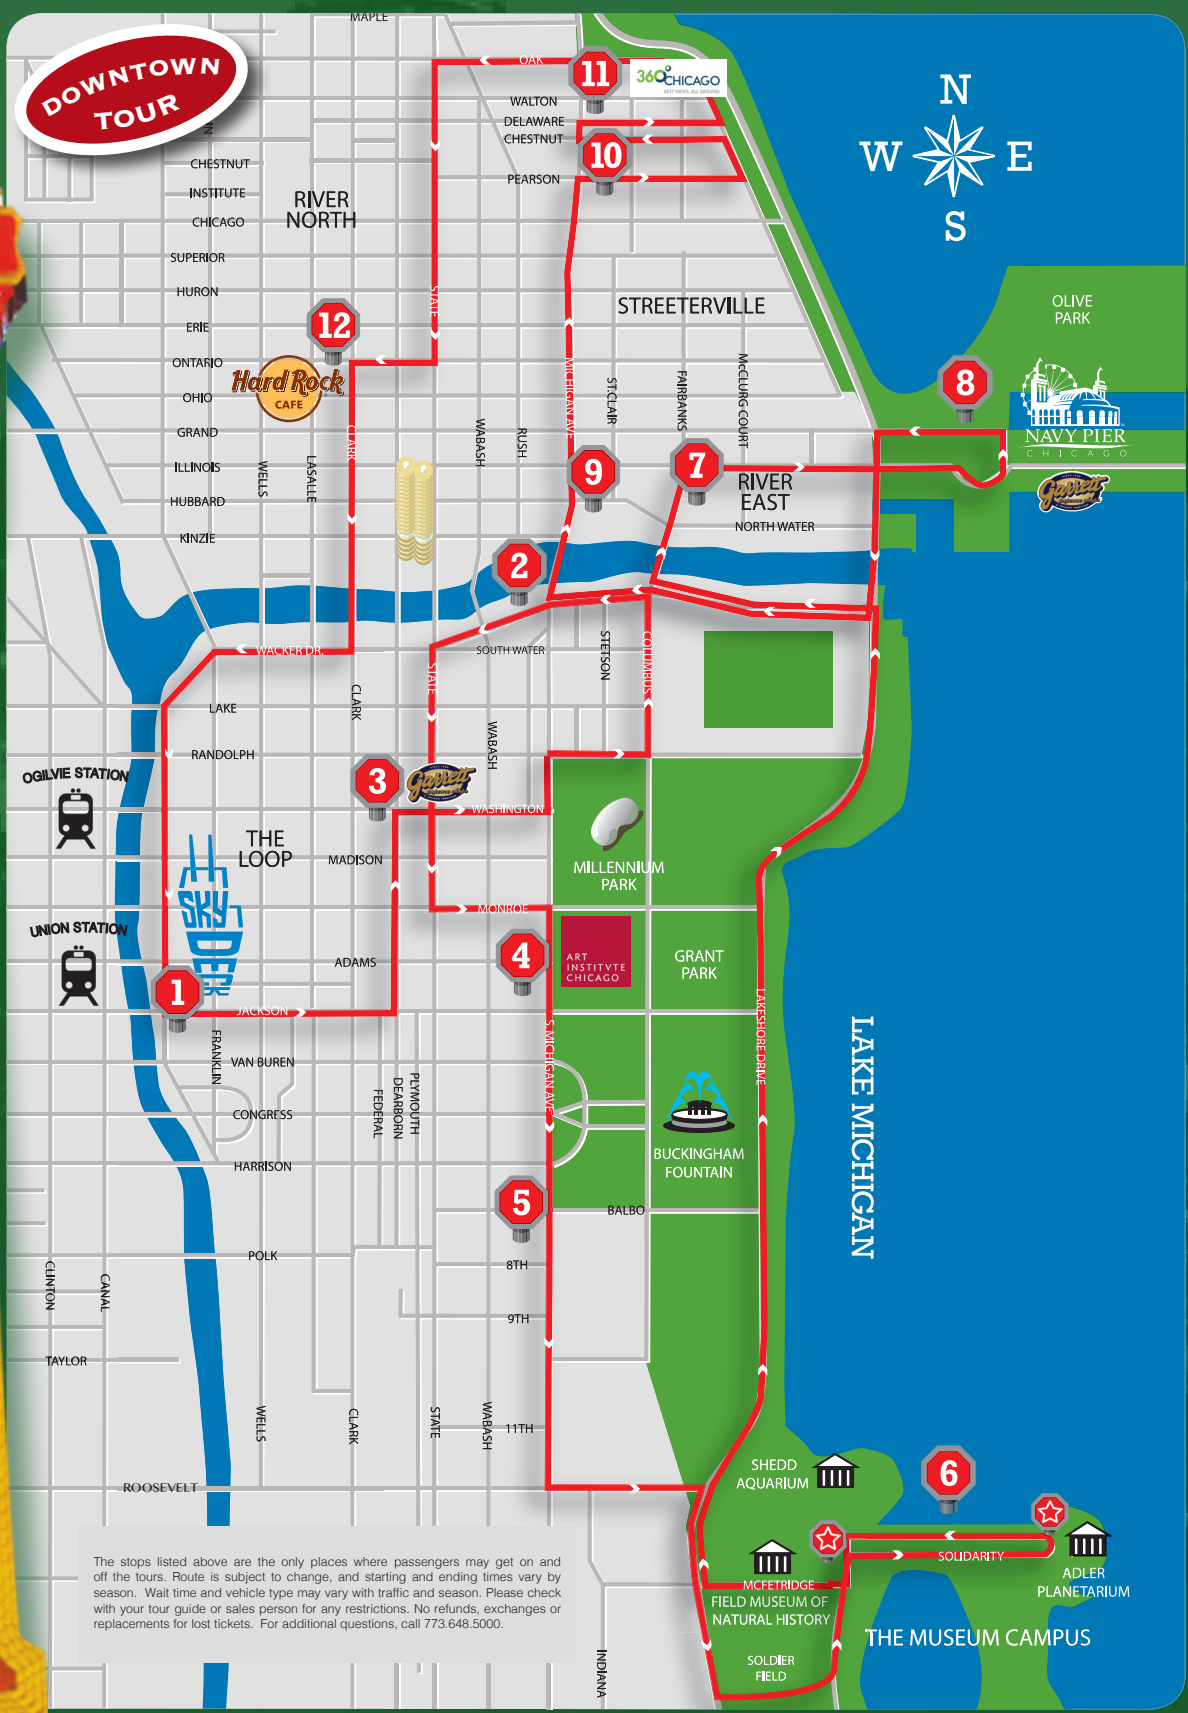 DOWNTOWN
TOUR
MAPLE
OAK
11
360°CHICAGO
BEST VIEWS. ALL AROUND.
WALTON
DELAWARE
CHESTNUT
10
PEARSON
N
W
E
S
CHESTNUT
INSTITUTE
CHICAGO
RIVER
NORTH
SUPERIOR
HURON
ERIE
ONTARIO
OHIO
GRAND
ILLINOIS
HUBBARD
KINZIE
12
Hard Rock
CAFE
STATE
STREETERVILLE
OLIVE
PARK
8
NAVY PIER
CHICAGO
Garrett
MICHIGAN AVE
ST.CLAIR
FAIRBANKS
McCLURG COURT
CLARK
WABASH
RUSH
WELLS
LASALLE
9
7
RIVER
EAST
NORTH WATER
2
WACKER DR.
SOUTH WATER
STETSON
COLUMBUS
STATE
CLARK
WABASH
LAKE
RANDOLPH
OGILVIE STATION
3
Garrett
WASHINGTON
THE
LOOP
MADISON
MILLENNIUM
PARK
SKYDECK
MONROE
UNION STATION
4
ART
INSTITVTE
CHICAGO
GRANT
PARK
ADAMS
1
JACKSON
S. MICHIGAN AVE
LAKESHORE DRIVE
LAKE MICHIGAN
FRANKLIN
VAN BUREN
CONGRESS
FEDERAL
DEARBORN
PLYMOUTH
HARRISON
BUCKINGHAM
FOUNTAIN
5
BALBO
POLK
8TH
9TH
CLINTON
CANAL
TAYLOR
WELLS
CLARK
STATE
WABASH
11TH
ROOSEVELT
SHEDD
AQUARIUM
6
SOLIDARITY
ADLER
PLANETARIUM
MCFETRIDGE
FIELD MUSEUM OF
NATURAL HISTORY
THE MUSEUM CAMPUS
SOLDIER
FIELD
INDIANA
The stops listed above are the only places where passengers may get on and
off the tours. Route is subject to change, and starting and ending times vary by
season. Wait time and vehicle type may vary with traffic and season. Please check
with your tour guide or sales person for any restrictions. No refunds, exchanges or
replacements for lost tickets. For additional questions, call 773.648.5000.